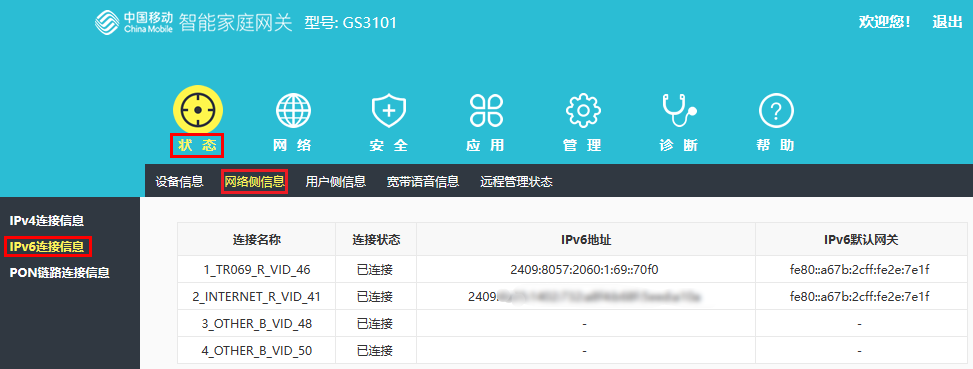 中国移动 China Mobile 智能家庭网关 型号: GS3101 欢迎您! 退出
状态 网络 安全 应用 管理 诊断 帮助
设备信息 网络侧信息 用户侧信息 宽带语音信息 远程管理状态
IPv4连接信息
IPv6连接信息
PON链路连接信息
连接名称 连接状态 IPv6地址 IPv6默认网关
1_TR069_R_VID_46 已连接 2409:8057:2060:1:69::70f0 fe80::a67b:2cff:fe2e:7e1f
2_INTERNET_R_VID_41 已连接 2409: fe80::a67b:2cff:fe2e:7e1f
3_OTHER_B_VID_48 已连接 - -
4_OTHER_B_VID_50 已连接 - -